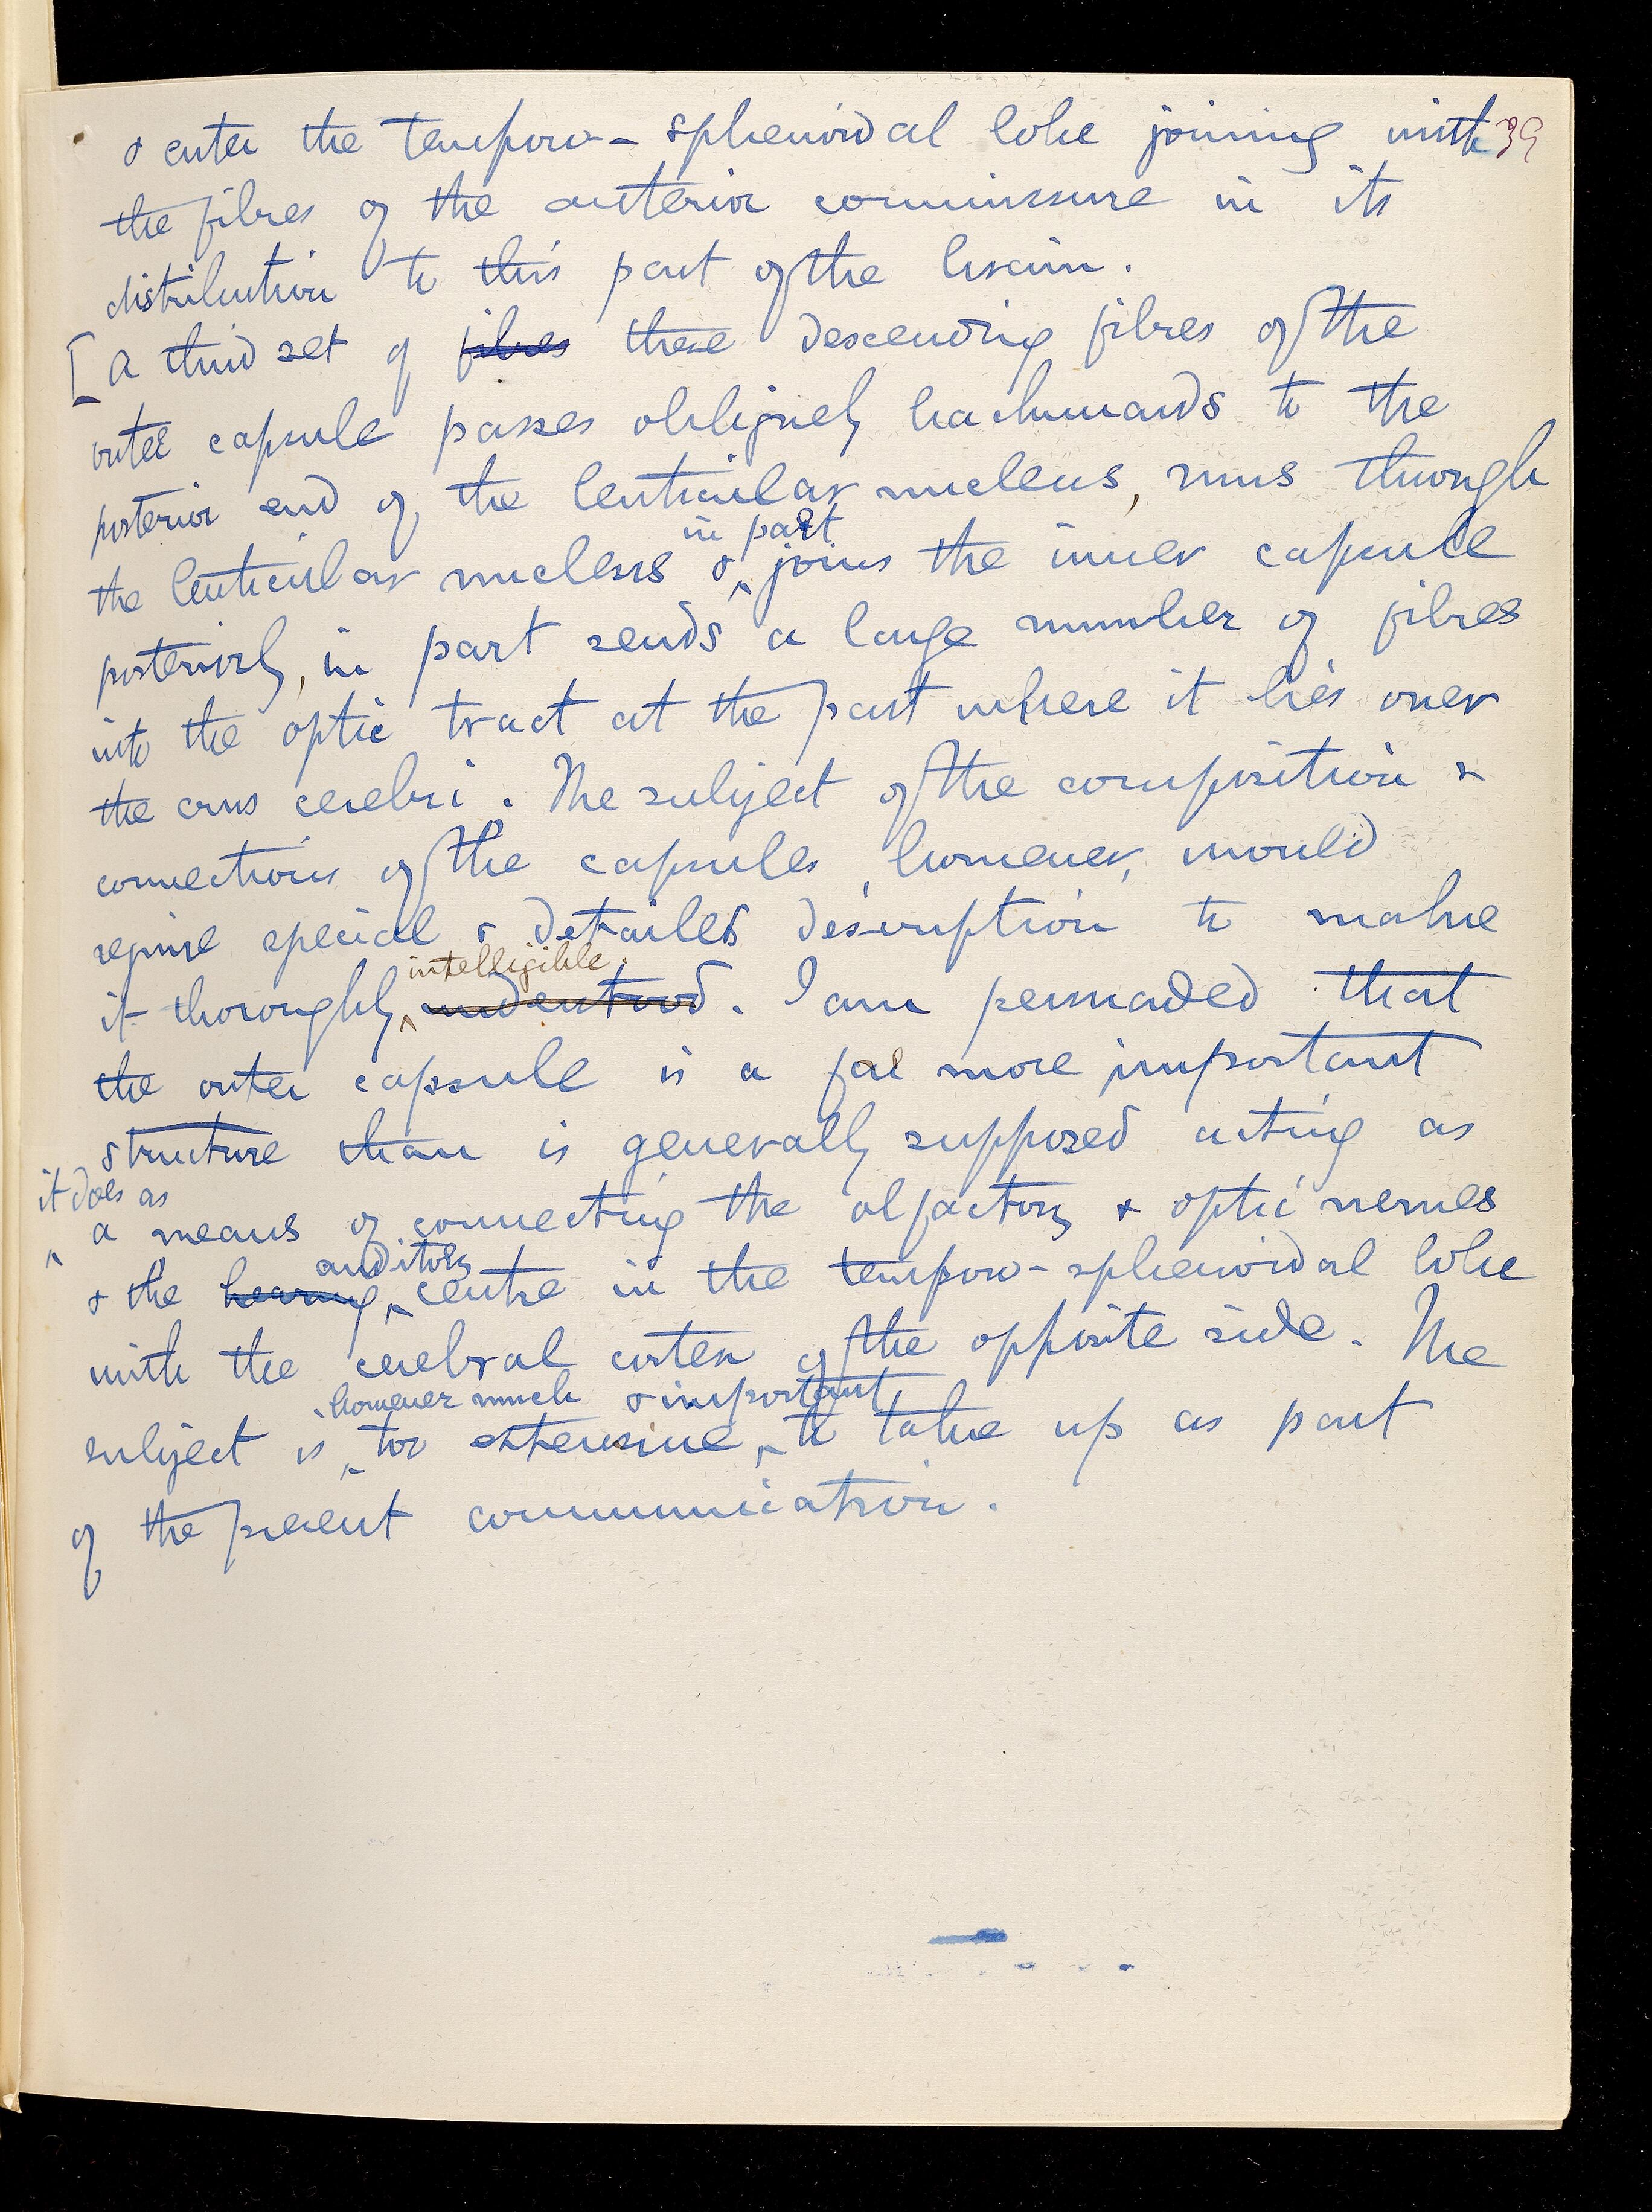 & enter the temporo-sphenoidal lobe joining with 39
the fibres of the anterior commissure in its
distribution to this part of the brain.
[A third set of fibres these descending fibres of the
outer capsule passes obliquely backwards to the
posterior end of the lenticular nucleus, runs through
in part
the lenticular nucleus & ^ joins the inner capsule
posteriorly, in part sends a large number of fibres
into the optic tract at the part where it lies over
the crus cerebri. The subject of the composition &
connections of the capsules, however, would
require special & detailed description to make
intelligible.
it thoroughly ^ understood. I am persuaded that
the outer capsule is a far more important
structure than is generally supposed acting as
it does as
^ a means of connecting the olfactory & optic nerves
auditory
& the hearing ^ centre in the temporo-sphenoidal lobe
with the cerebral cortex of the opposite side. The
however much & important
subject is ^ too extensive ^ to take up as part
of the present communication.